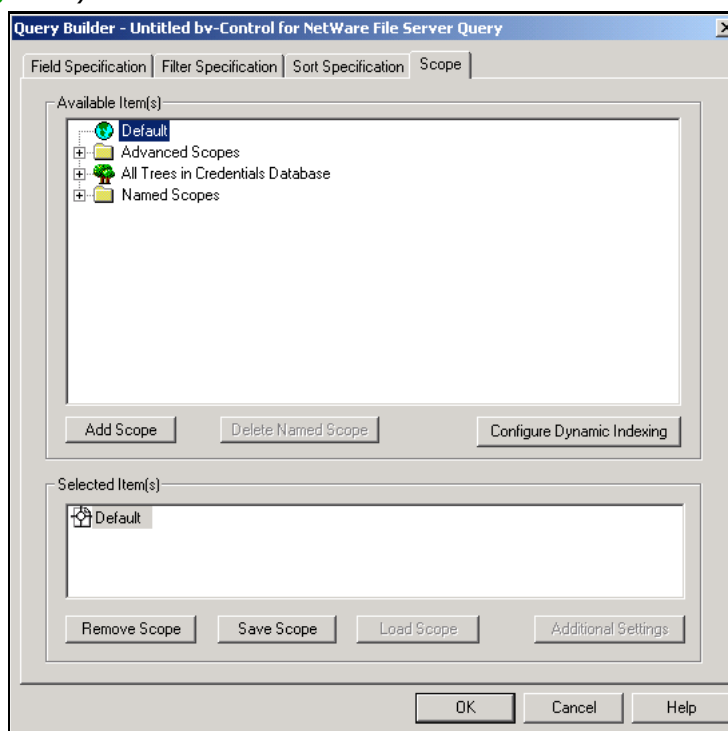 Query Builder - Untitled bv-Control for NetWare File Server Query
Field Specification Filter Specification Sort Specification Scope
Available Item(s)
Default
Advanced Scopes
All Trees in Credentials Database
Named Scopes
Add Scope Delete Named Scope Configure Dynamic Indexing
Selected Item(s)
Default
Remove Scope Save Scope Load Scope Additional Settings
OK Cancel Help